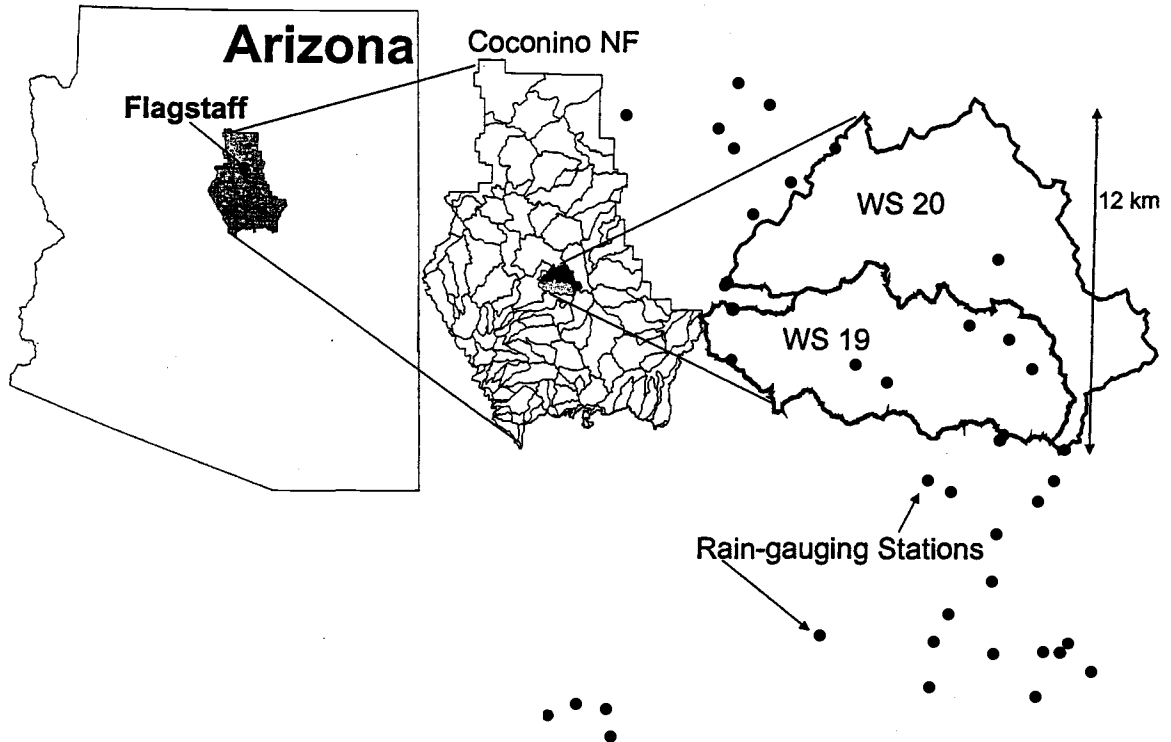 Arizona
Coconino NF
Flagstaff
WS 20
12 km
WS 19
Rain-gauging Stations